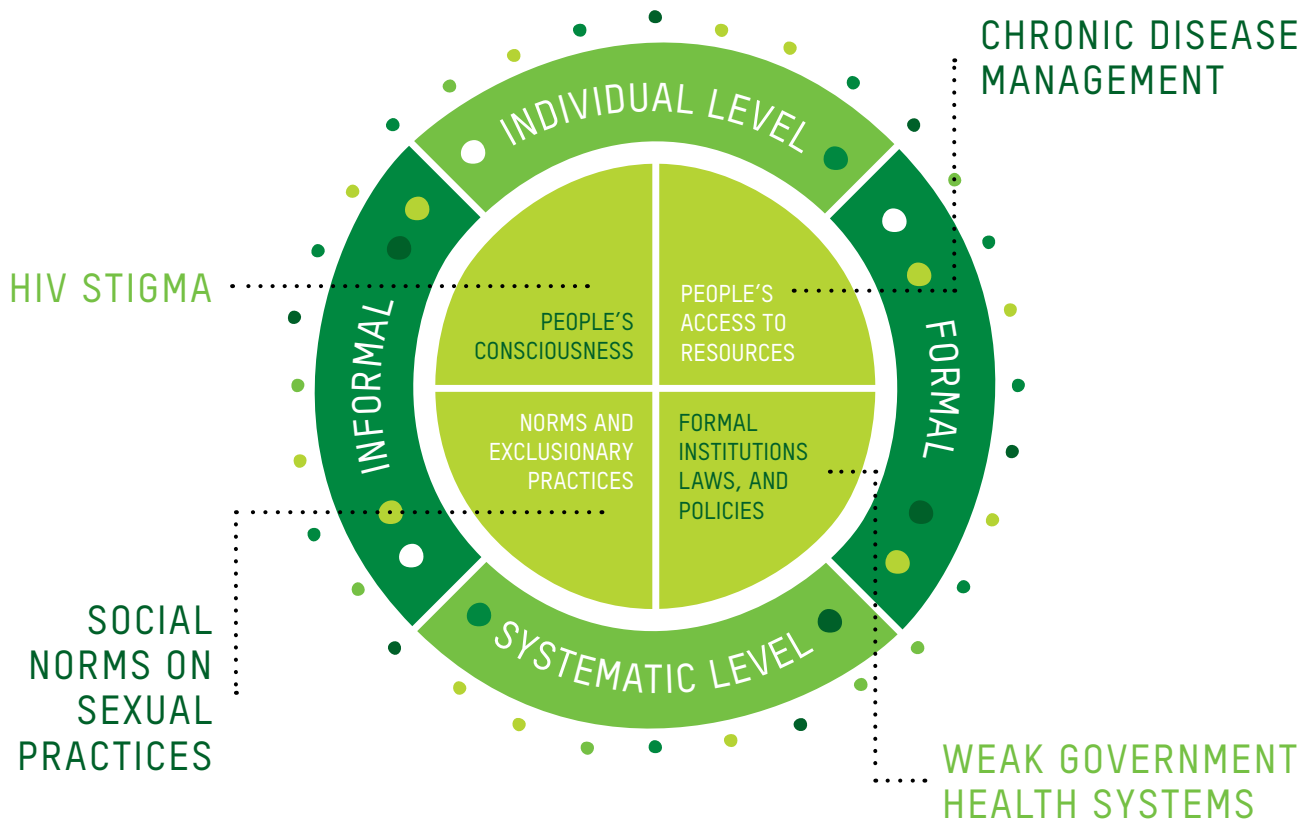 CHRONIC DISEASE
MANAGEMENT
INDIVIDUAL LEVEL
HIV STIGMA
PEOPLE'S
CONSCIOUSNESS
PEOPLE'S
ACCESS TO
RESOURCES
INFORMAL
FORMAL
NORMS AND
EXCLUSIONARY
PRACTICES
FORMAL
INSTITUTIONS
LAWS, AND
POLICIES
SYSTEMATIC LEVEL
SOCIAL
NORMS ON
SEXUAL
PRACTICES
WEAK GOVERNMENT
HEALTH SYSTEMS